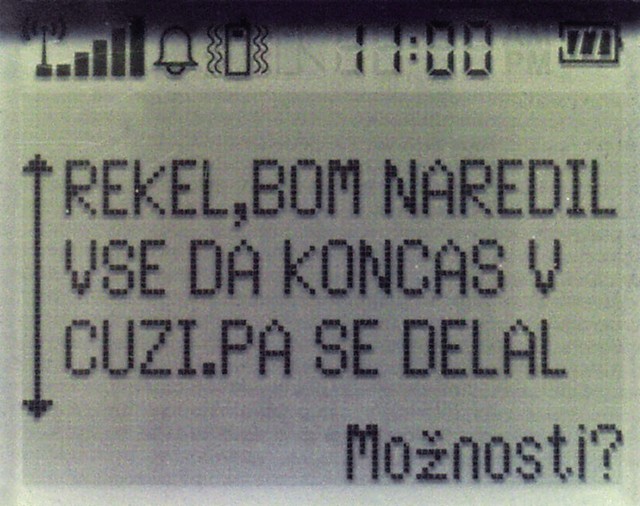 11:00
REKEL,BOM NAREDIL
VSE DA KONCAS V
CUZI.PA SE DELAL
Možnosti?